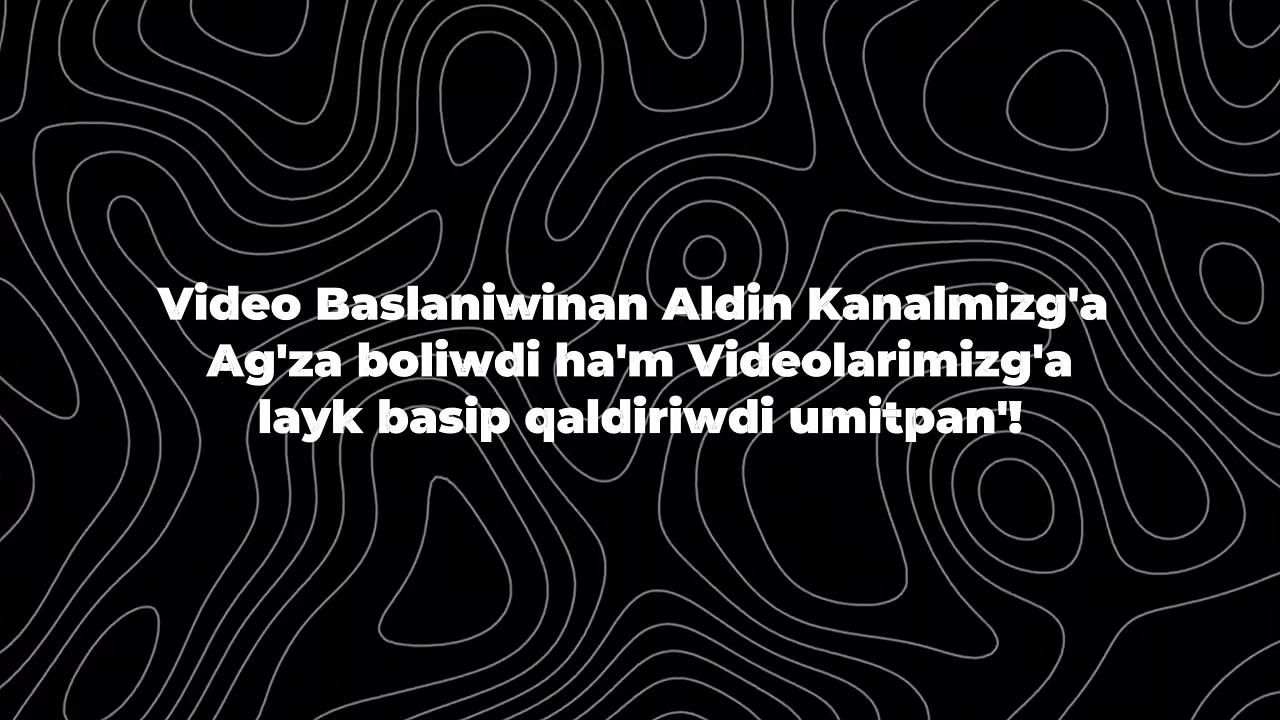 Video Baslaniwinan Aldin Kanalmizg'a
Ag'za boliwdi ha'm Videolarimizg'a
layk basip qaldiriwdi umitpan'!